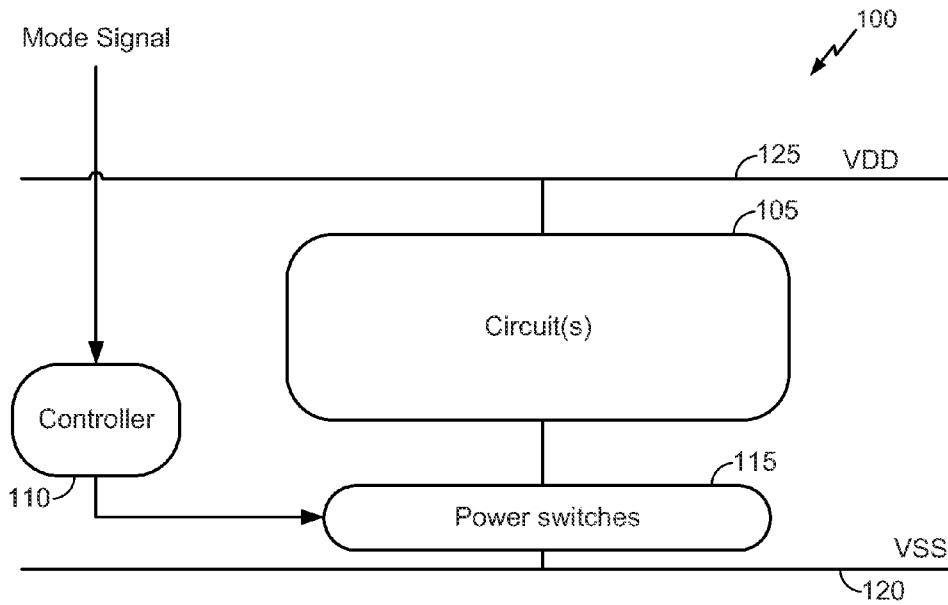 Mode Signal
100
125
VDD
105
Circuit(s)
Controller
110
115
Power switches
VSS
120